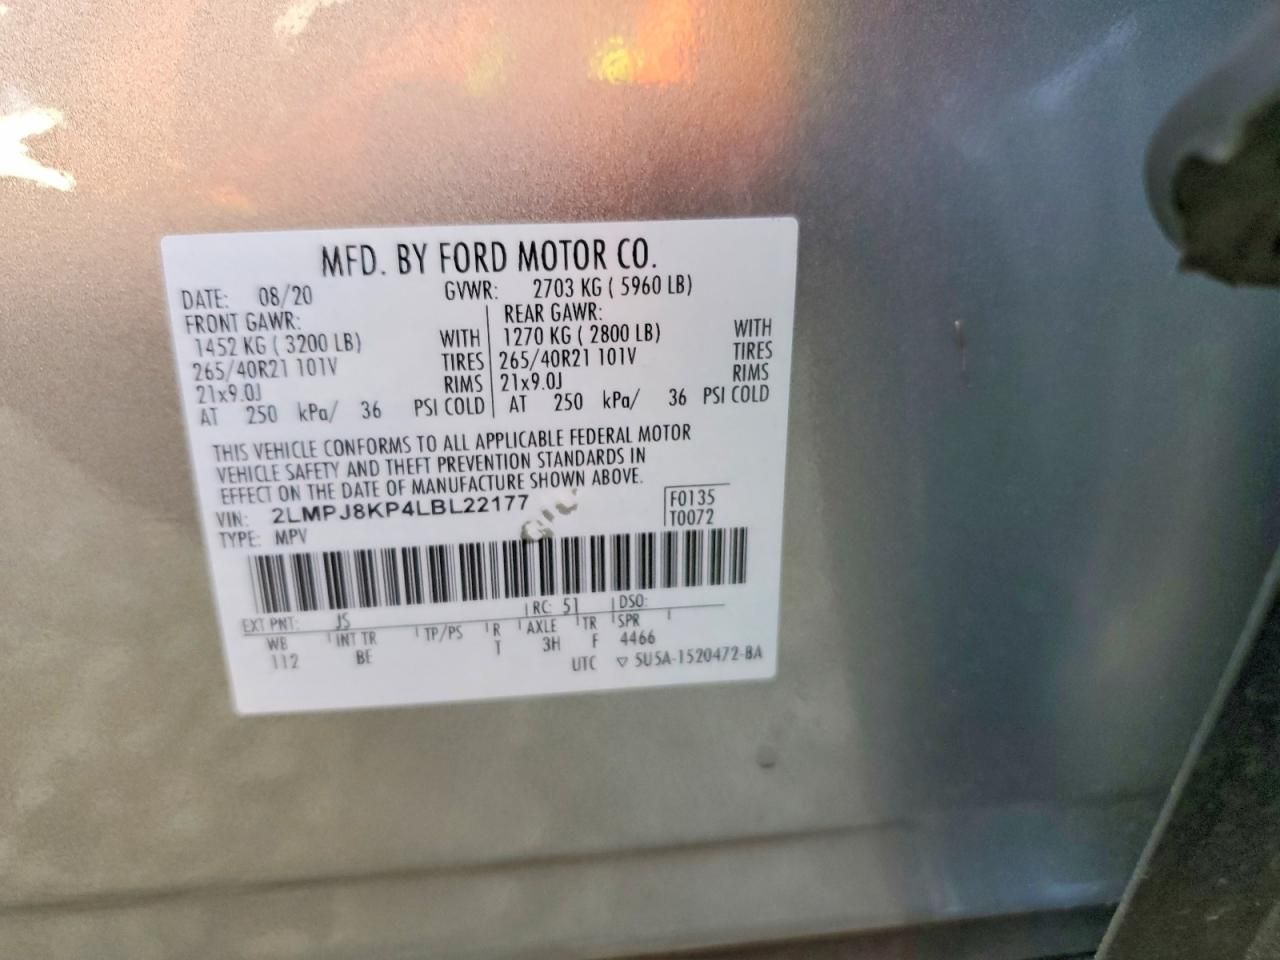 MFD. BY FORD MOTOR CO.
DATE: 08/20 GVWR: 2703 KG ( 5960 LB)
FRONT GAWR: REAR GAWR:
1452 KG ( 3200 LB) WITH 1270 KG ( 2800 LB) WITH
265/40R21 101V TIRES 265/40R21 101V TIRES
21x9.0J RIMS 21x9.0J RIMS
AT 250 kPa/ 36 PSI COLD AT 250 kPa/ 36 PSI COLD
THIS VEHICLE CONFORMS TO ALL APPLICABLE FEDERAL MOTOR
VEHICLE SAFETY AND THEFT PREVENTION STANDARDS IN
EFFECT ON THE DATE OF MANUFACTURE SHOWN ABOVE.
VIN: 2LMPJ8KP4LBL22177 F0135
TYPE: MPV T0072
EXT PNT: JS RC: 51 DSO:
WB INT TR TP/PS R AXLE TR SPR
112 BE T 3H F 4466
UTC ▽ 5U5A-1520472-BA